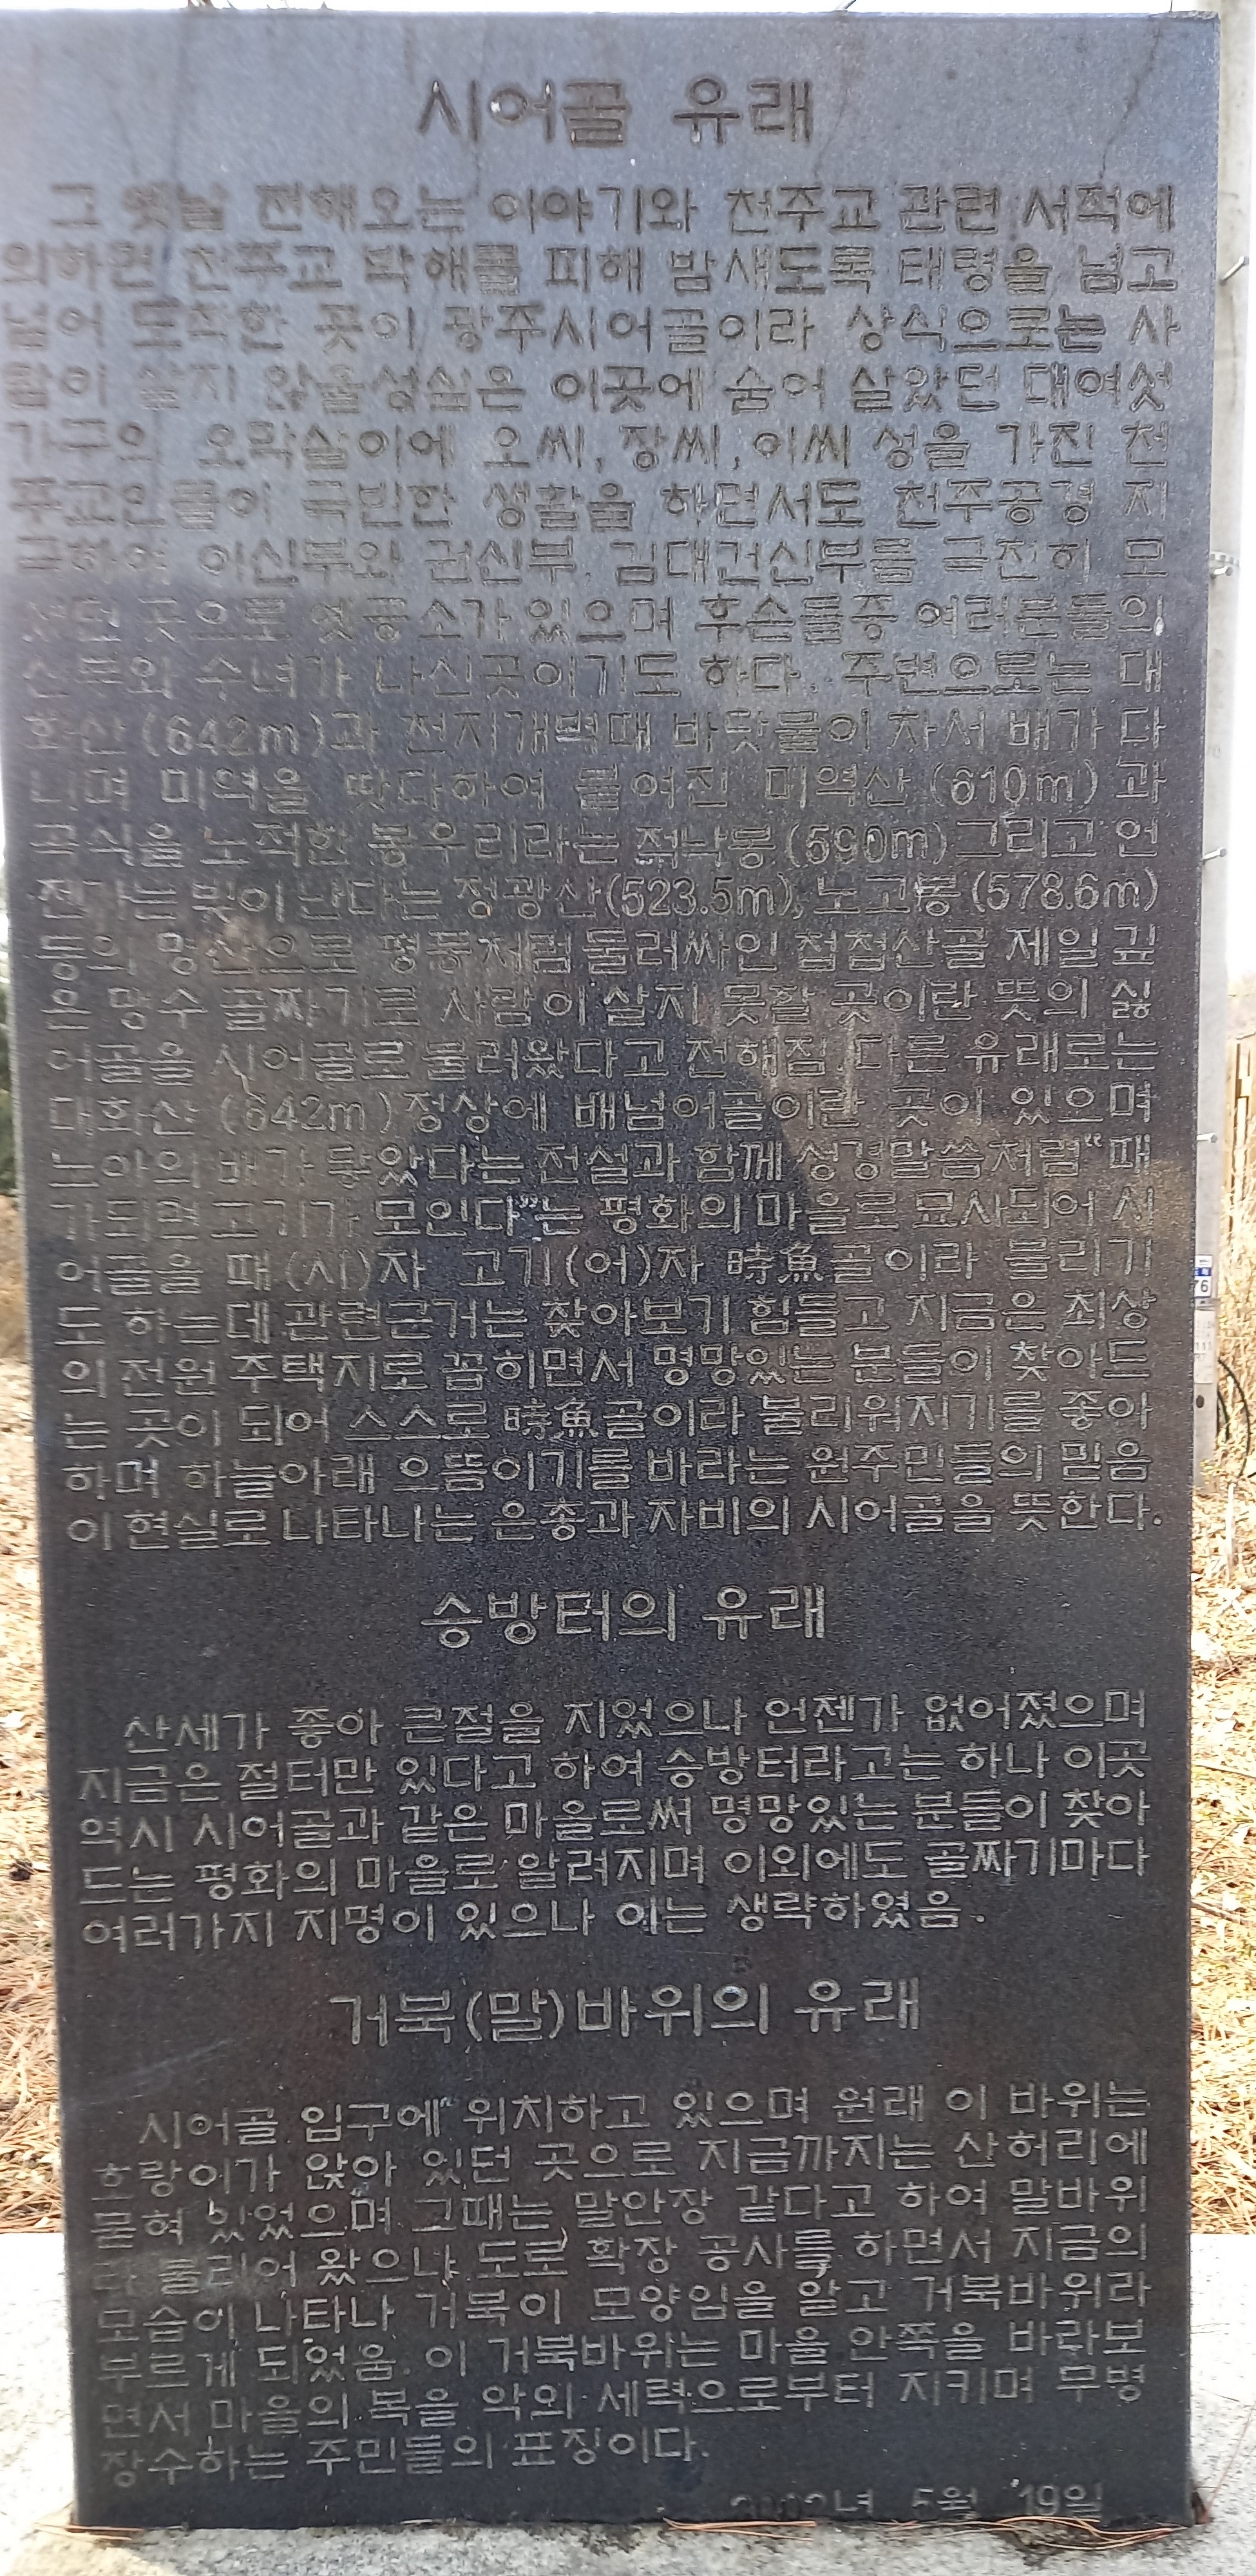 시어골 유래
그 옛날 전해오는 이야기와 천주교 관련 서적에
의하면 천주교 박해를 피해 밤새도록 태령을 넘고
넘어 도착한 곳이 광주시어골이라 상식으로는 사
람이 살지 않을성싶은 이곳에 숨어 살았던 대여섯
가구의 오막살이에 오씨, 장씨, 이씨 성을 가진 천
주교인들이 극빈한 생활을 하면서도 천주공경 지
극하여 이신부와 권신부, 김대건신부를 극진히 모
셨던 곳으로 옛공소가 있으며 후손들중 여러분들의
신부와 수녀가 나신곳이기도 하다. 주변으로는 대
화산(642m)과 천지개벽때 바닷물이 차서 배가 다
니며 미역을 땃다하여 붙여진 미역산(610m)과
곡식을 노적한 봉우리라는 봉(590m)그리고 언
젠가는 빛이 난다는 정광산(523.5m), 노고봉(578.6m)
등의 명산으로 평풍처럼 둘러싸인 첩첩산골 제일 깊
은 망수 골짜기로 사람이 살지 못할 곳이란 뜻의 싫
어골을 시어골로 불러왔다고 전해짐. 다른 유래로는
대화산(642m)정상에 배넘어골이란 곳이 있으며
노아의 배가 닿았다는 전설과 함께 성경말씀처럼 "때
가되면 고기가 모인다"는 평화의 마을로 묘사되어 시
어골을 때(시)자 고기(어)자 時魚골이라 불리기
도 하는데 관련근거는 찾아보기 힘들고 지금은 최상
의 전원 주택지로 꼽히면서 명망있는 분들이 찾아드
는 곳이 되어 스스로 時魚골이라 불리워지기를 좋아
하며 하늘아래 으뜸이기를 바라는 원주민들의 믿음
이 현실로 나타나는 은총과 자비의 시어골을 뜻한다.
승방터의 유래
산세가 좋아 큰절을 지었으나 언젠가 없어졌으며
지금은 절터만 있다고 하여 승방터라고는 하나 이곳
역시 시어골과 같은 마을로써 명망있는 분들이 찾아
드는 평화의 마을로 알려지며 이외에도 골짜기마다
여러가지 지명이 있으나 이는 생략하였음.
거북(말)바위의 유래
시어골 입구에 위치하고 있으며 원래 이 바위는
호랑이가 앉아 있던 곳으로 지금까지는 산허리에
묻혀 있었으며 그때는 말안장 같다고 하여 말바위
라 불리어 왔으나 도로 확장 공사를 하면서 지금의
모습이 나타나 거북이 모양임을 알고 거북바위라
부르게 되었음. 이 거북바위는 마을 안쪽을 바라보
면서 마을의 복을 악의 세력으로부터 지키며 무병
장수하는 주민들의 표징이다.
5월 19일